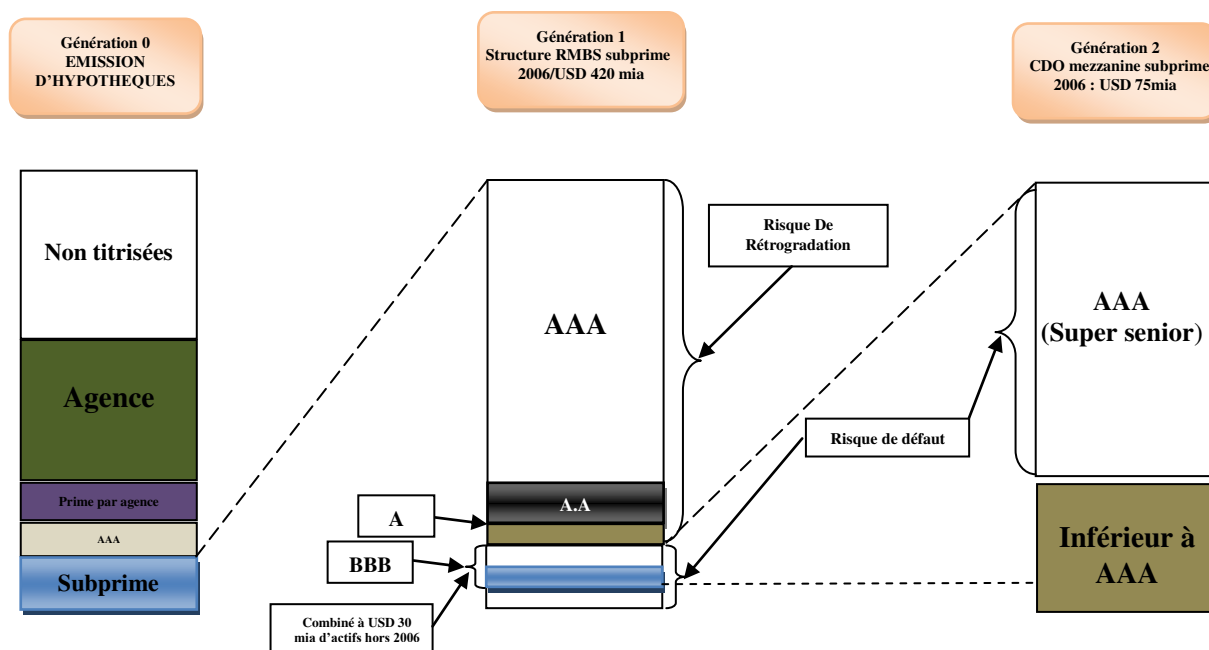 Génération 0
EMISSION
D'HYPOTHEQUES
Génération 1
Structure RMBS subprime
2006/USD 420 mia
Génération 2
CDO mezzanine subprime
2006 : USD 75mia
Non titrisées
Agence
Prime par agence
AAA
Subprime
AAA
A.A
A
BBB
Combiné à USD 30
mia d'actifs hors 2006
Risque De
Rétrogradation
Risque de défaut
AAA
(Super senior)
Inférieur à
AAA